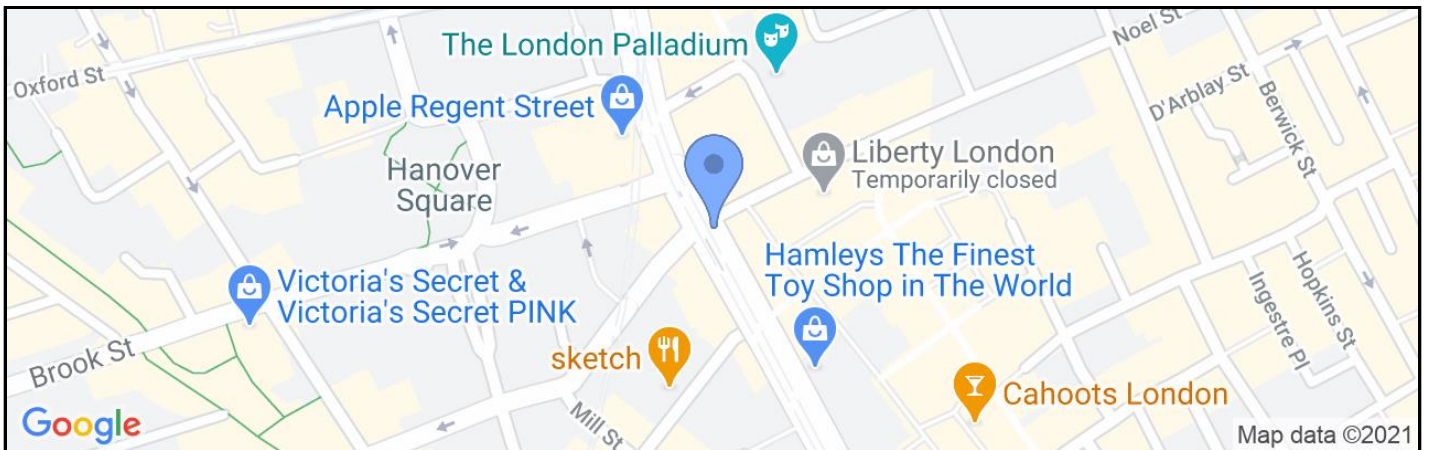 The London Palladium
Noel St
Oxford St
D'Arblay St
Berwick St
Apple Regent Street
Liberty London
Temporarily closed
Hanover
Square
Hamleys The Finest
Toy Shop in The World
Victoria's Secret &
Victoria's Secret PINK
Hopkins St
Ingestre Pl
Brook St
sketch
Cahoots London
Mill St
Google
Map data ©2021